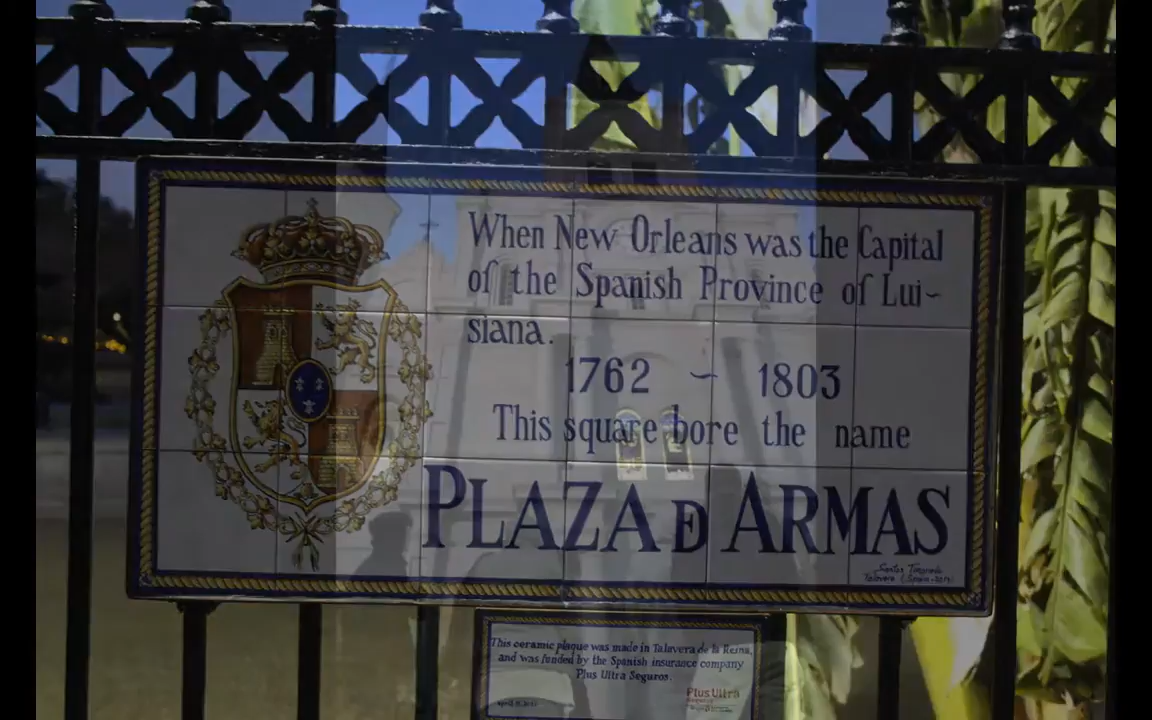 When New Orleans was the Capital
of the Spanish Province of Lui~
siana.
1762 ~ 1803
This square bore the name
PLAZA DE ARMAS
Talavera (Spain-
This ceramic plaque was made in Talavera de la Reina,
and was funded by the Spanish insurance company
Plus Ultra Seguros.
Plus Ultra